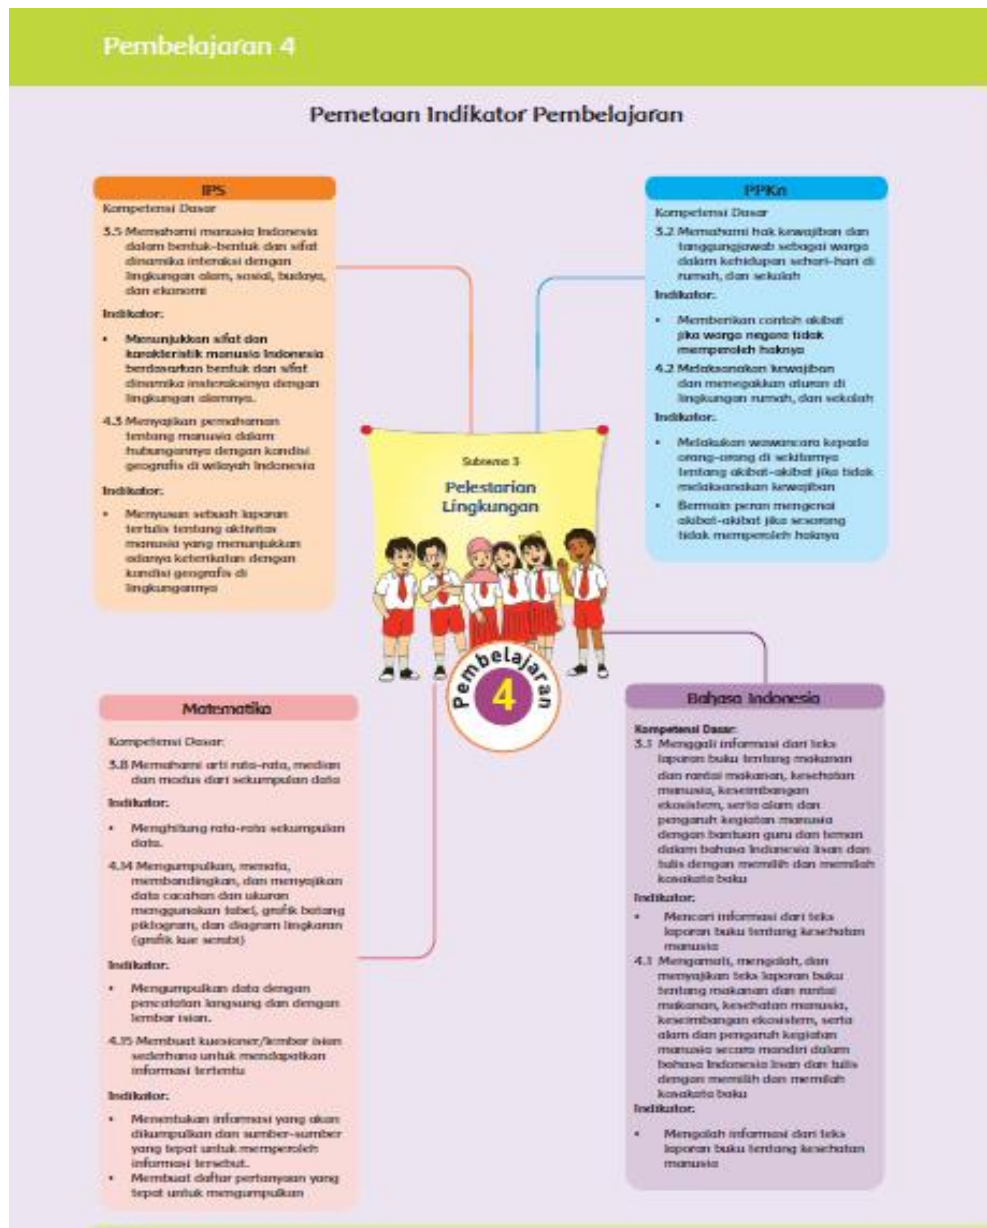 Pembelajaran 4
Pemetaan Indikator Pembelajaran
IPS
Kompetensi Dasar
3.5 Memahami manusia Indonesia
dalam bentuk-bentuk dan sifat
dinamika interaksi dengan
lingkungan alam, sosial, budaya,
dan ekonomi
Indikator:
• Menunjukkan sifat dan
karakteristik manusia Indonesia
berdasarkan bentuk dan sifat
dinamika insteraksinya dengan
lingkungan alamnya.
4.3 Menyajikan pemahaman
tentang manusia dalam
hubungannya dengan kondisi
geografis di wilayah Indonesia
Indikator:
• Menyusun sebuah laporan
tertulis tentang aktivitas
manusia yang menunjukkan
adanya keterikatan dengan
kondisi geografis di
lingkungannya
PPKn
Kompetensi Dasar
3.2 Memahami hak kewajiban dan
tanggungjawab sebagai warga
dalam kehidupan sehari-hari di
rumah, dan sekolah
Indikator:
• Memberikan contoh akibat
jika warga negara tidak
memperoleh haknya
4.2 Melaksanakan kewajiban
dan menegakkan aturan di
lingkungan rumah, dan sekolah
Indikator:
• Melakukan wawancara kepada
orang-orang di sekitarnya
tentang akibat-akibat jika tidak
melaksanakan kewajiban
• Bermain peran mengenai
akibat-akibat jika seseorang
tidak memperoleh haknya
Subtema 3
Pelestarian
Lingkungan
Pembelajaran
4
Matematika
Kompetensi Dasar:
3.8 Memahami arti rata-rata, median
dan modus dari sekumpulan data
Indikator:
• Menghitung rata-rata sekumpulan
data.
4.14 Mengumpulkan, menata,
membandingkan, dan menyajikan
data cacahan dan ukuran
menggunakan tabel, grafik batang
piktogram, dan diagram lingkaran
(grafik kue serabi)
Indikator:
• Mengumpulkan data dengan
pencatatan langsung dan dengan
lembar isian.
4.15 Membuat kuesioner/lembar isian
sederhana untuk mendapatkan
informasi tertentu
Indikator:
• Menentukan informasi yang akan
dikumpulkan dan sumber-sumber
yang tepat untuk memperoleh
informasi tersebut.
• Membuat daftar pertanyaan yang
tepat untuk mengumpulkan
Bahasa Indonesia
Kompetensi Dasar:
3.1 Menggali informasi dari teks
laporan buku tentang makanan
dan rantai makanan, kesehatan
manusia, keseimbangan
ekosistem, serta alam dan
pengaruh kegiatan manusia
dengan bantuan guru dan teman
dalam bahasa Indonesia lisan dan
tulis dengan memilih dan memilah
kosakata baku
Indikator:
• Mencari informasi dari teks
laporan buku tentang kesehatan
manusia
4.1 Mengamati, mengolah, dan
menyajikan teks laporan buku
tentang makanan dan rantai
makanan, kesehatan manusia,
keseimbangan ekosistem, serta
alam dan pengaruh kegiatan
manusia secara mandiri dalam
bahasa Indonesia lisan dan tulis
dengan memilih dan memilah
kosakata baku
Indikator:
• Mengolah informasi dari teks
laporan buku tentang kesehatan
manusia